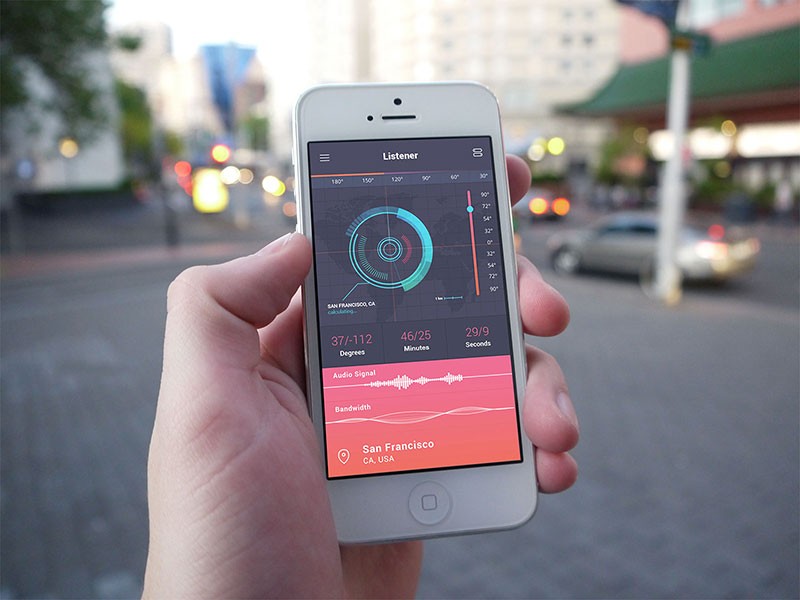 Listener
180° 150° 120° 90° 60° 30°
90°
72°
54°
32°
0°
32°
54°
72°
90°
SAN FRANCISCO, CA
calculating...
1 km
37/-112 46/25 29/9
Degrees Minutes Seconds
Audio Signal
Bandwidth
San Francisco
CA, USA